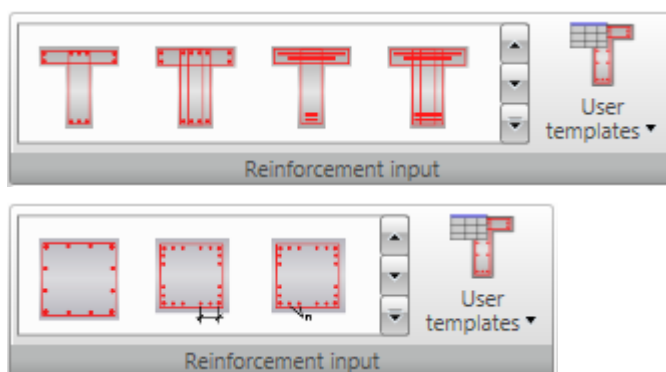 User
templates
Reinforcement input
n
User
templates
Reinforcement input